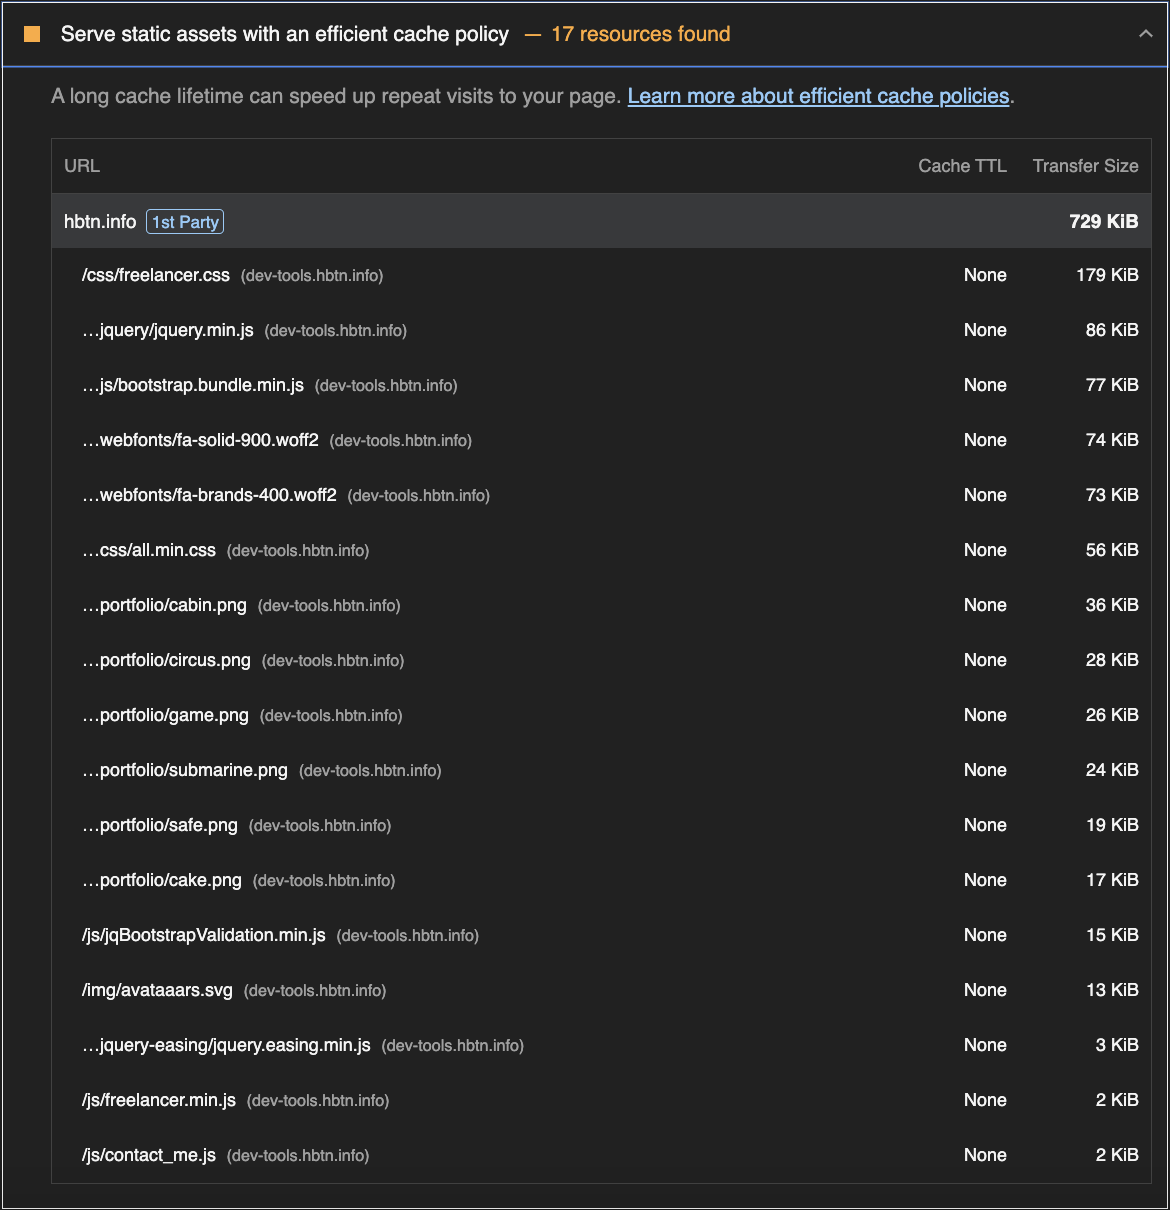 Serve static assets with an efficient cache policy — 17 resources found
A long cache lifetime can speed up repeat visits to your page. Learn more about efficient cache policies.
URL Cache TTL Transfer Size
hbtn.info 1st Party 729 KiB
/css/freelancer.css (dev-tools.hbtn.info) None 179 KiB
…jquery/jquery.min.js (dev-tools.hbtn.info) None 86 KiB
…js/bootstrap.bundle.min.js (dev-tools.hbtn.info) None 77 KiB
…webfonts/fa-solid-900.woff2 (dev-tools.hbtn.info) None 74 KiB
…webfonts/fa-brands-400.woff2 (dev-tools.hbtn.info) None 73 KiB
…css/all.min.css (dev-tools.hbtn.info) None 56 KiB
…portfolio/cabin.png (dev-tools.hbtn.info) None 36 KiB
…portfolio/circus.png (dev-tools.hbtn.info) None 28 KiB
…portfolio/game.png (dev-tools.hbtn.info) None 26 KiB
…portfolio/submarine.png (dev-tools.hbtn.info) None 24 KiB
…portfolio/safe.png (dev-tools.hbtn.info) None 19 KiB
…portfolio/cake.png (dev-tools.hbtn.info) None 17 KiB
/js/jqBootstrapValidation.min.js (dev-tools.hbtn.info) None 15 KiB
/img/avataaars.svg (dev-tools.hbtn.info) None 13 KiB
…jquery-easing/jquery.easing.min.js (dev-tools.hbtn.info) None 3 KiB
/js/freelancer.min.js (dev-tools.hbtn.info) None 2 KiB
/js/contact_me.js (dev-tools.hbtn.info) None 2 KiB